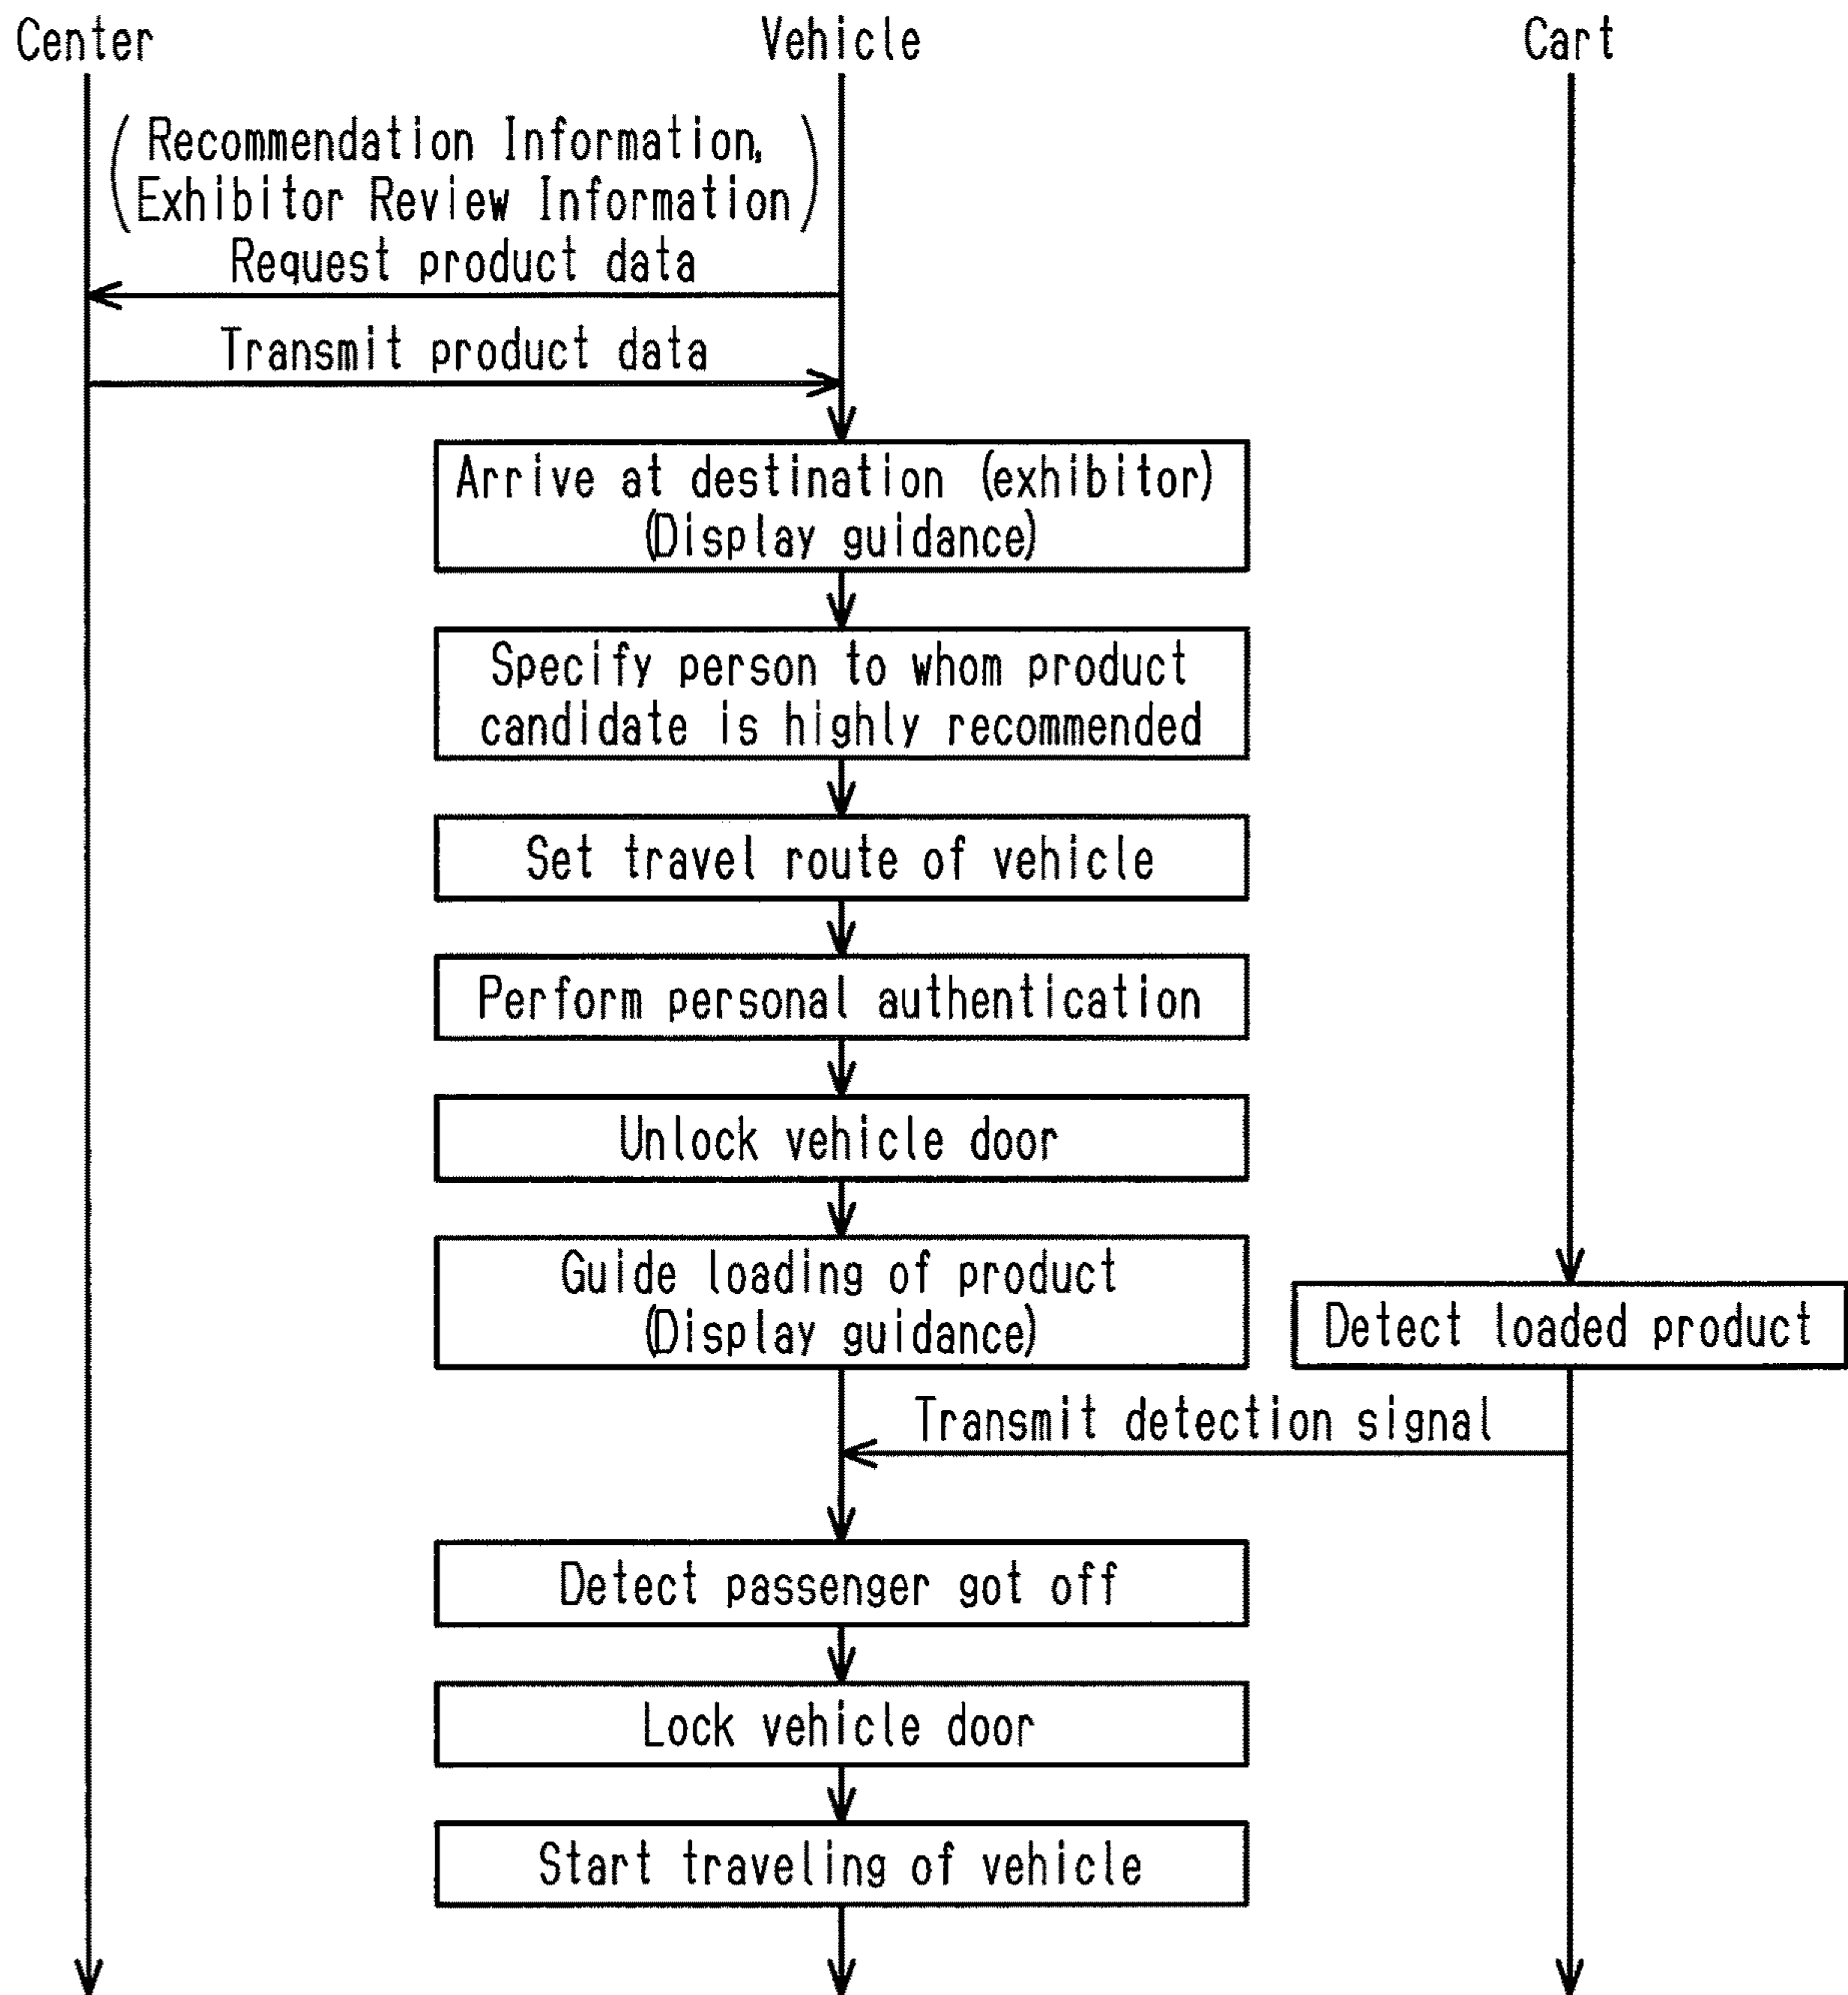 Center
Vehicle
Cart
(Recommendation Information,
Exhibitor Review Information)
Request product data
Transmit product data
Arrive at destination (exhibitor)
(Display guidance)
Specify person to whom product
candidate is highly recommended
Set travel route of vehicle
Perform personal authentication
Unlock vehicle door
Guide loading of product
(Display guidance)
Detect loaded product
Transmit detection signal
Detect passenger got off
Lock vehicle door
Start traveling of vehicle